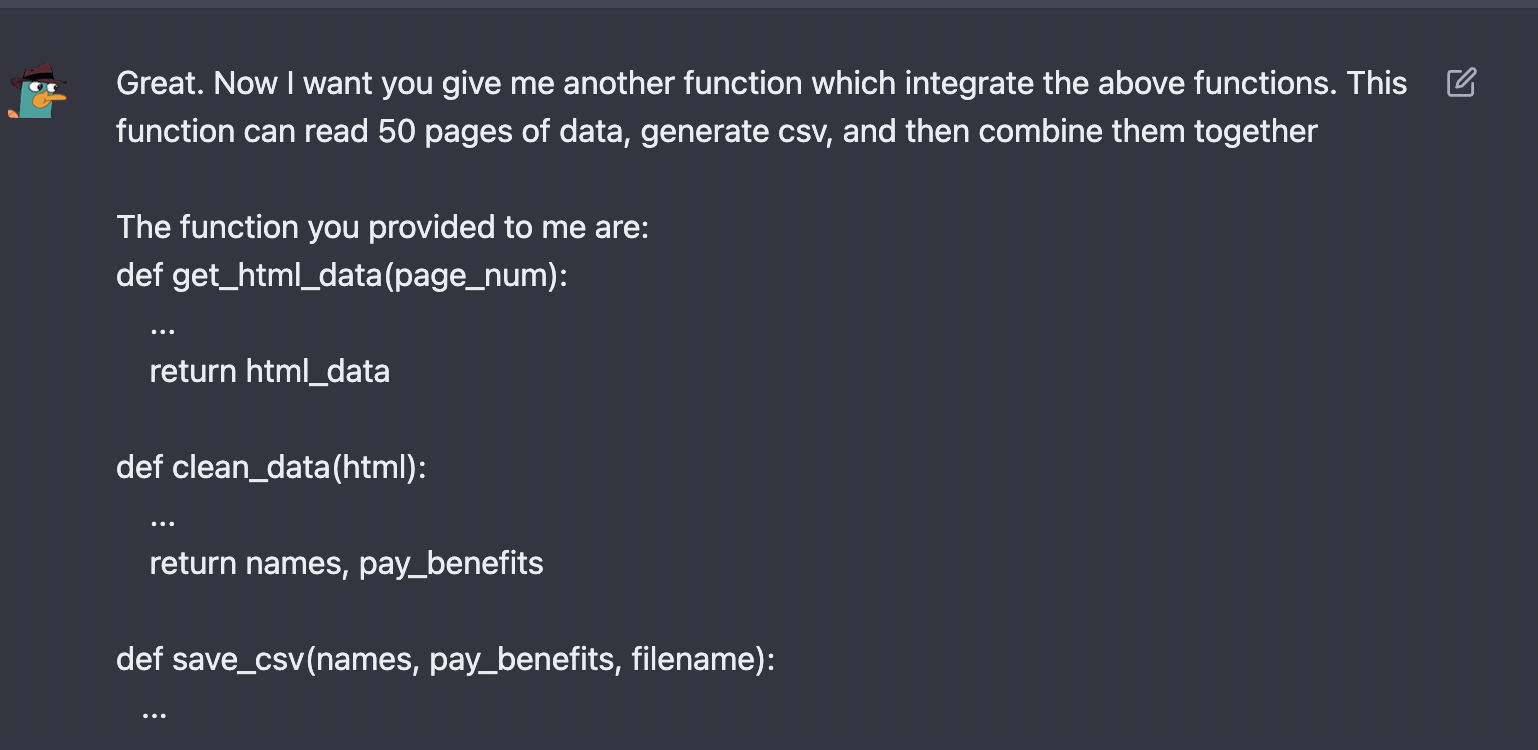 Great. Now I want you give me another function which integrate the above functions. This
function can read 50 pages of data, generate csv, and then combine them together
The function you provided to me are:
def get_html_data(page_num):
...
return html_data
def clean_data(html):
...
return names, pay_benefits
def save_csv(names, pay_benefits, filename):
...